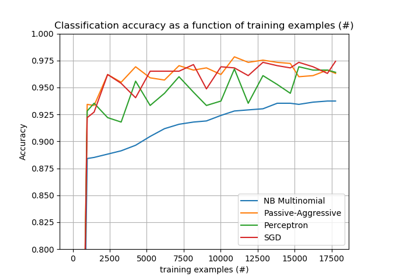 Classification accuracy as a function of training examples (#)
1.000
0.975
0.950
0.925
0.900
0.875
0.850
0.825
0.800
Accuracy
NB Multinomial
Passive-Aggressive
Perceptron
SGD
0 2500 5000 7500 10000 12500 15000 17500
training examples (#)